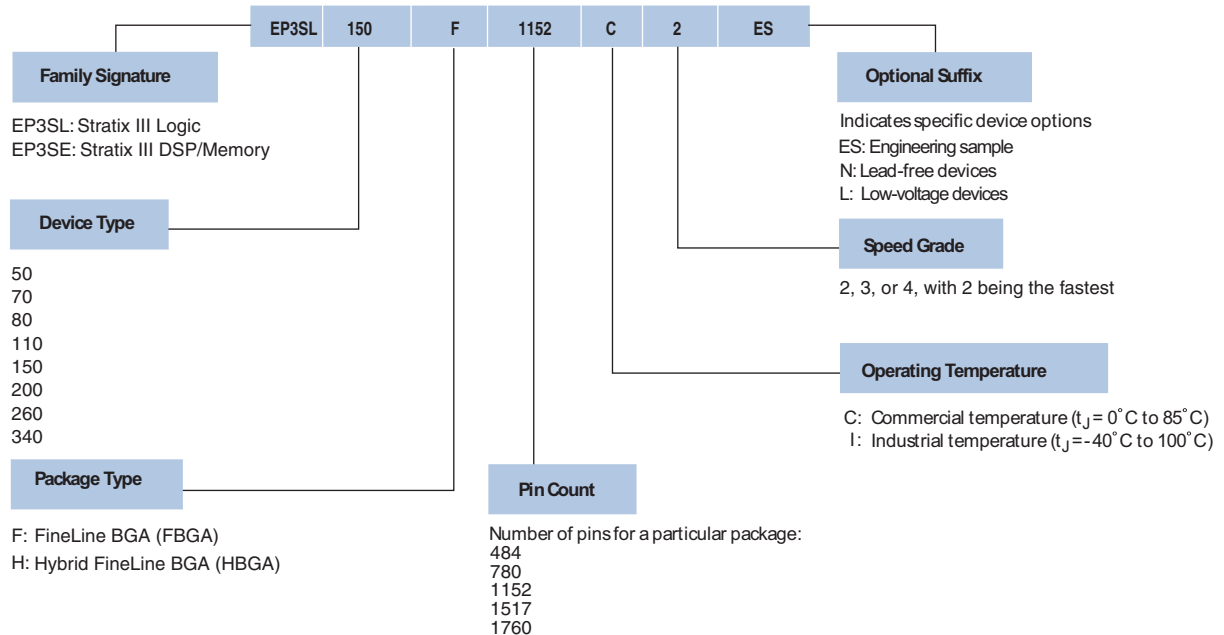 EP3SL 150 F 1152 C 2 ES
Family Signature
EP3SL: Stratix III Logic
EP3SE: Stratix III DSP/Memory
Device Type
50
70
80
110
150
200
260
340
Package Type
F: FineLine BGA (FBGA)
H: Hybrid FineLine BGA (HBGA)
Pin Count
Number of pins for a particular package:
484
780
1152
1517
1760
Optional Suffix
Indicates specific device options
ES: Engineering sample
N: Lead-free devices
L: Low-voltage devices
Speed Grade
2, 3, or 4, with 2 being the fastest
Operating Temperature
C: Commercial temperature (tJ = 0°C to 85°C)
I: Industrial temperature (tJ = -40°C to 100°C)